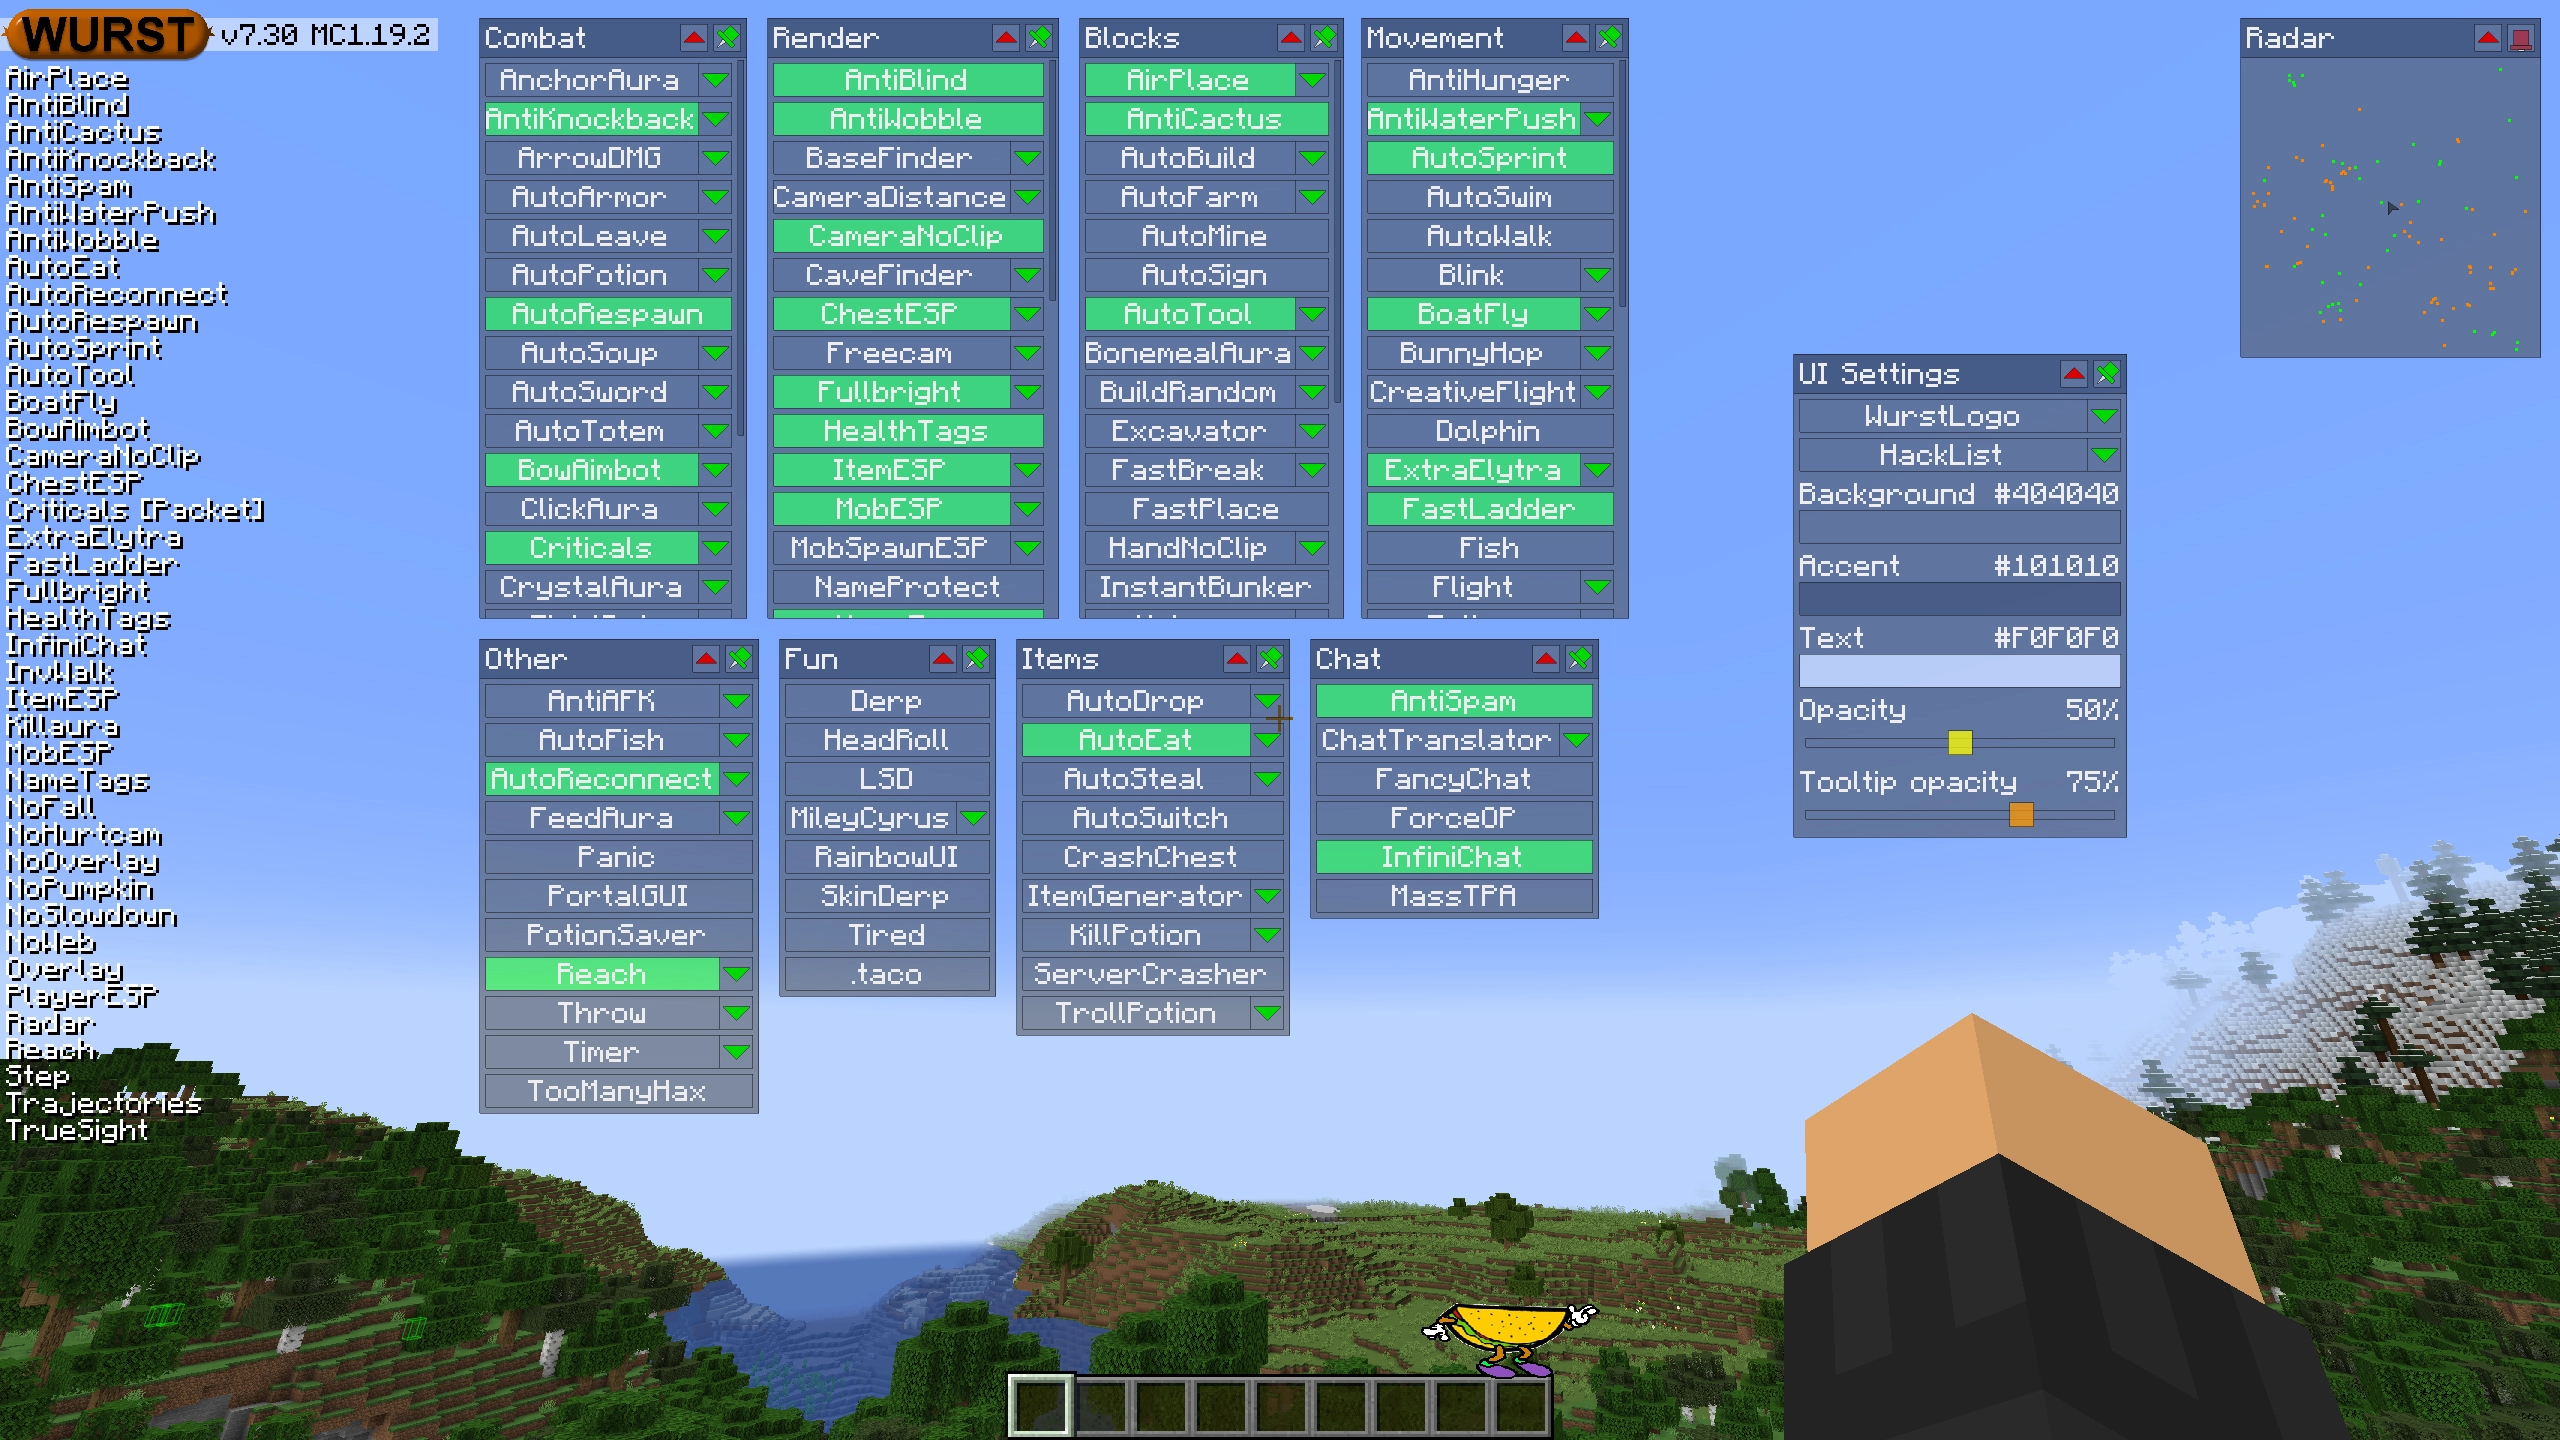 WURST v7.30 MC1.19.2
AirPlace
AntiBlind
AntiCactus
AntiKnockback
AntiSpam
AntiWaterPush
AntiWobble
AutoEat
AutoReconnect
AutoRespawn
AutoSprint
AutoTool
BoatFly
BowAimbot
CameraNoClip
ChestESP
Criticals [Packet]
ExtraElytra
FastLadder
Fullbright
HealthTags
InfiniChat
InvWalk
ItemESP
Killaura
MobESP
NameTags
NoFall
NoHurtcam
NoOverlay
NoPumpkin
NoSlowdown
NoWeb
Overlay
PlayerESP
Radar
Reach
Step
Trajectories
TrueSight
Combat
AnchorAura
AntiKnockback
ArrowDMG
AutoArmor
AutoLeave
AutoPotion
AutoRespawn
AutoSoup
AutoSword
AutoTotem
BowAimbot
ClickAura
Criticals
CrystalAura
Render
AntiBlind
AntiWobble
BaseFinder
CameraDistance
CameraNoClip
CaveFinder
ChestESP
Freecam
Fullbright
HealthTags
ItemESP
MobESP
MobSpawnESP
NameProtect
Blocks
AirPlace
AntiCactus
AutoBuild
AutoFarm
AutoMine
AutoSign
AutoTool
BonemealAura
BuildRandom
Excavator
FastBreak
FastPlace
HandNoClip
InstantBunker
Movement
AntiHunger
AntiWaterPush
AutoSprint
AutoSwim
AutoWalk
Blink
BoatFly
BunnyHop
CreativeFlight
Dolphin
ExtraElytra
FastLadder
Fish
Flight
Other
AntiAFK
AutoFish
AutoReconnect
FeedAura
Panic
PortalGUI
PotionSaver
Reach
Throw
Timer
TooManyHax
Fun
Derp
HeadRoll
LSD
MileyCyrus
RainbowUI
SkinDerp
Tired
.taco
Items
AutoDrop
AutoEat
AutoSteal
AutoSwitch
CrashChest
ItemGenerator
KillPotion
ServerCrasher
TrollPotion
Chat
AntiSpam
ChatTranslator
FancyChat
ForceOP
InfiniChat
MassTPA
UI Settings
WurstLogo
HackList
Background #404040
Accent #101010
Text #F0F0F0
Opacity 50%
Tooltip opacity 75%
Radar